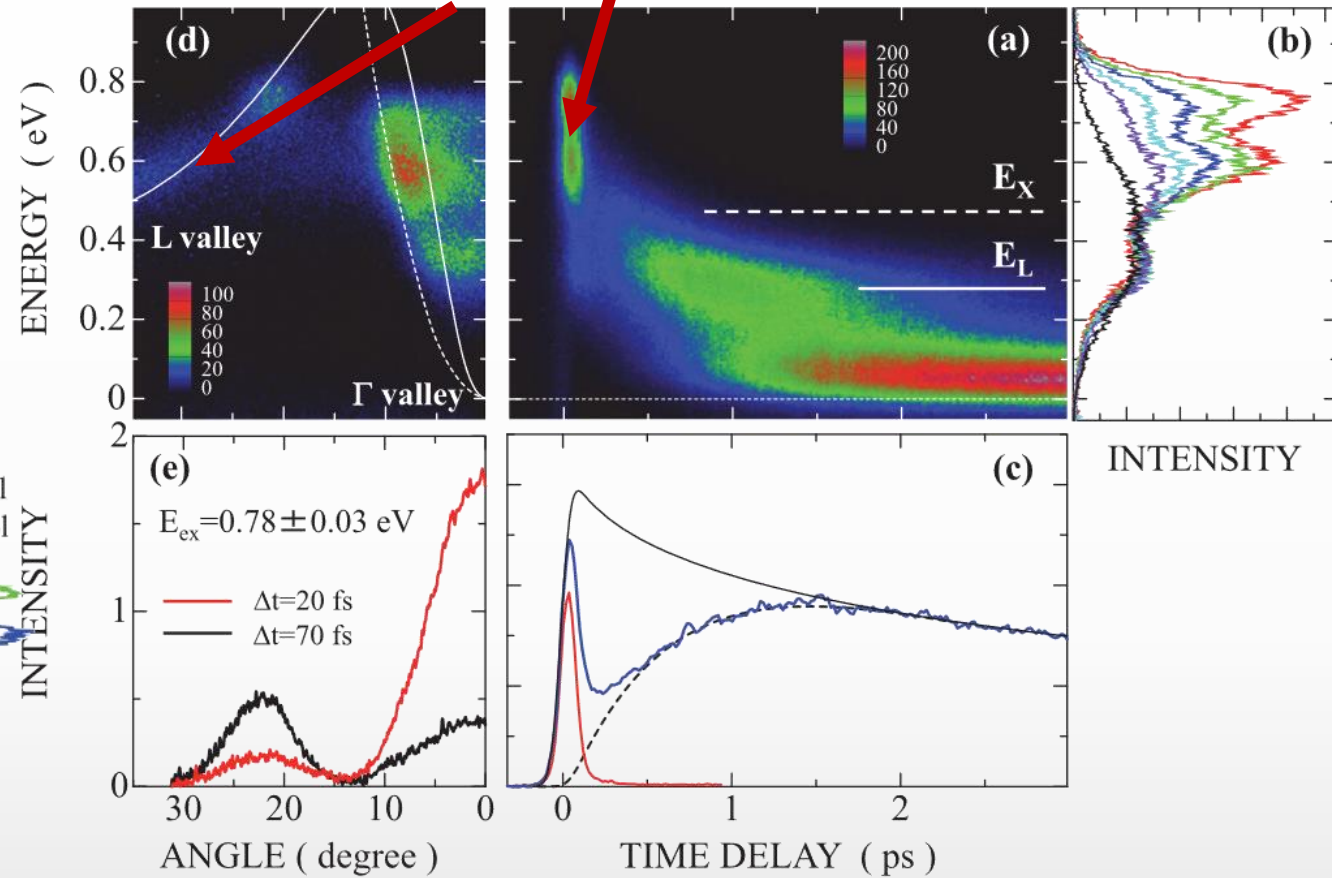 (d)
(a)
(b)
0.8
0.6
0.4
0.2
0
ENERGY ( eV )
L valley
Γ valley
100
80
60
40
20
0
200
160
120
80
40
0
E_X
E_L
INTENSITY
(e)
E_ex=0.78±0.03 eV
Δt=20 fs
Δt=70 fs
2
1
0
INTENSITY
30
20
10
0
ANGLE ( degree )
(c)
0
1
2
TIME DELAY ( ps )